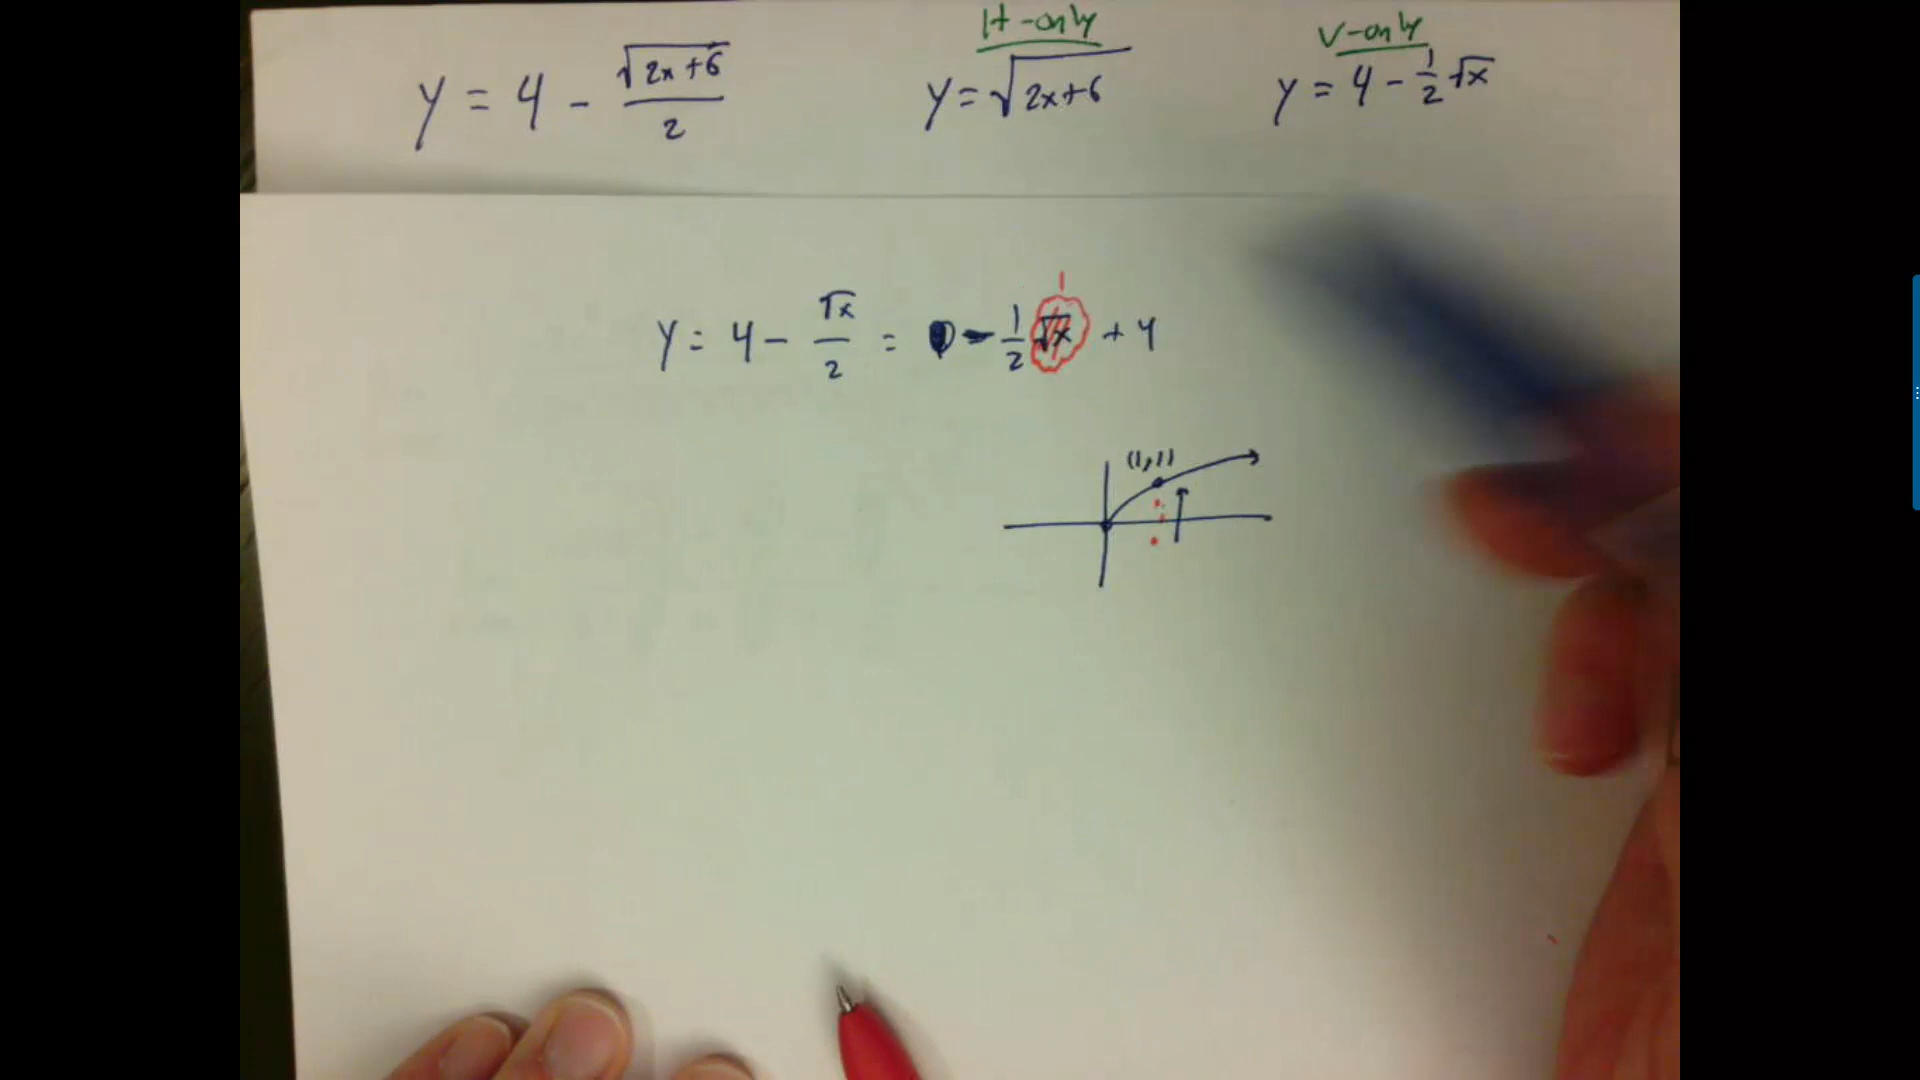 H-only
V-only
y = 4 - √(2x+6)/2
y = √(2x+6)
y = 4 - 1/2 √x
1
y = 4 - √x/2 = - 1/2 √x + 4
(1,1)